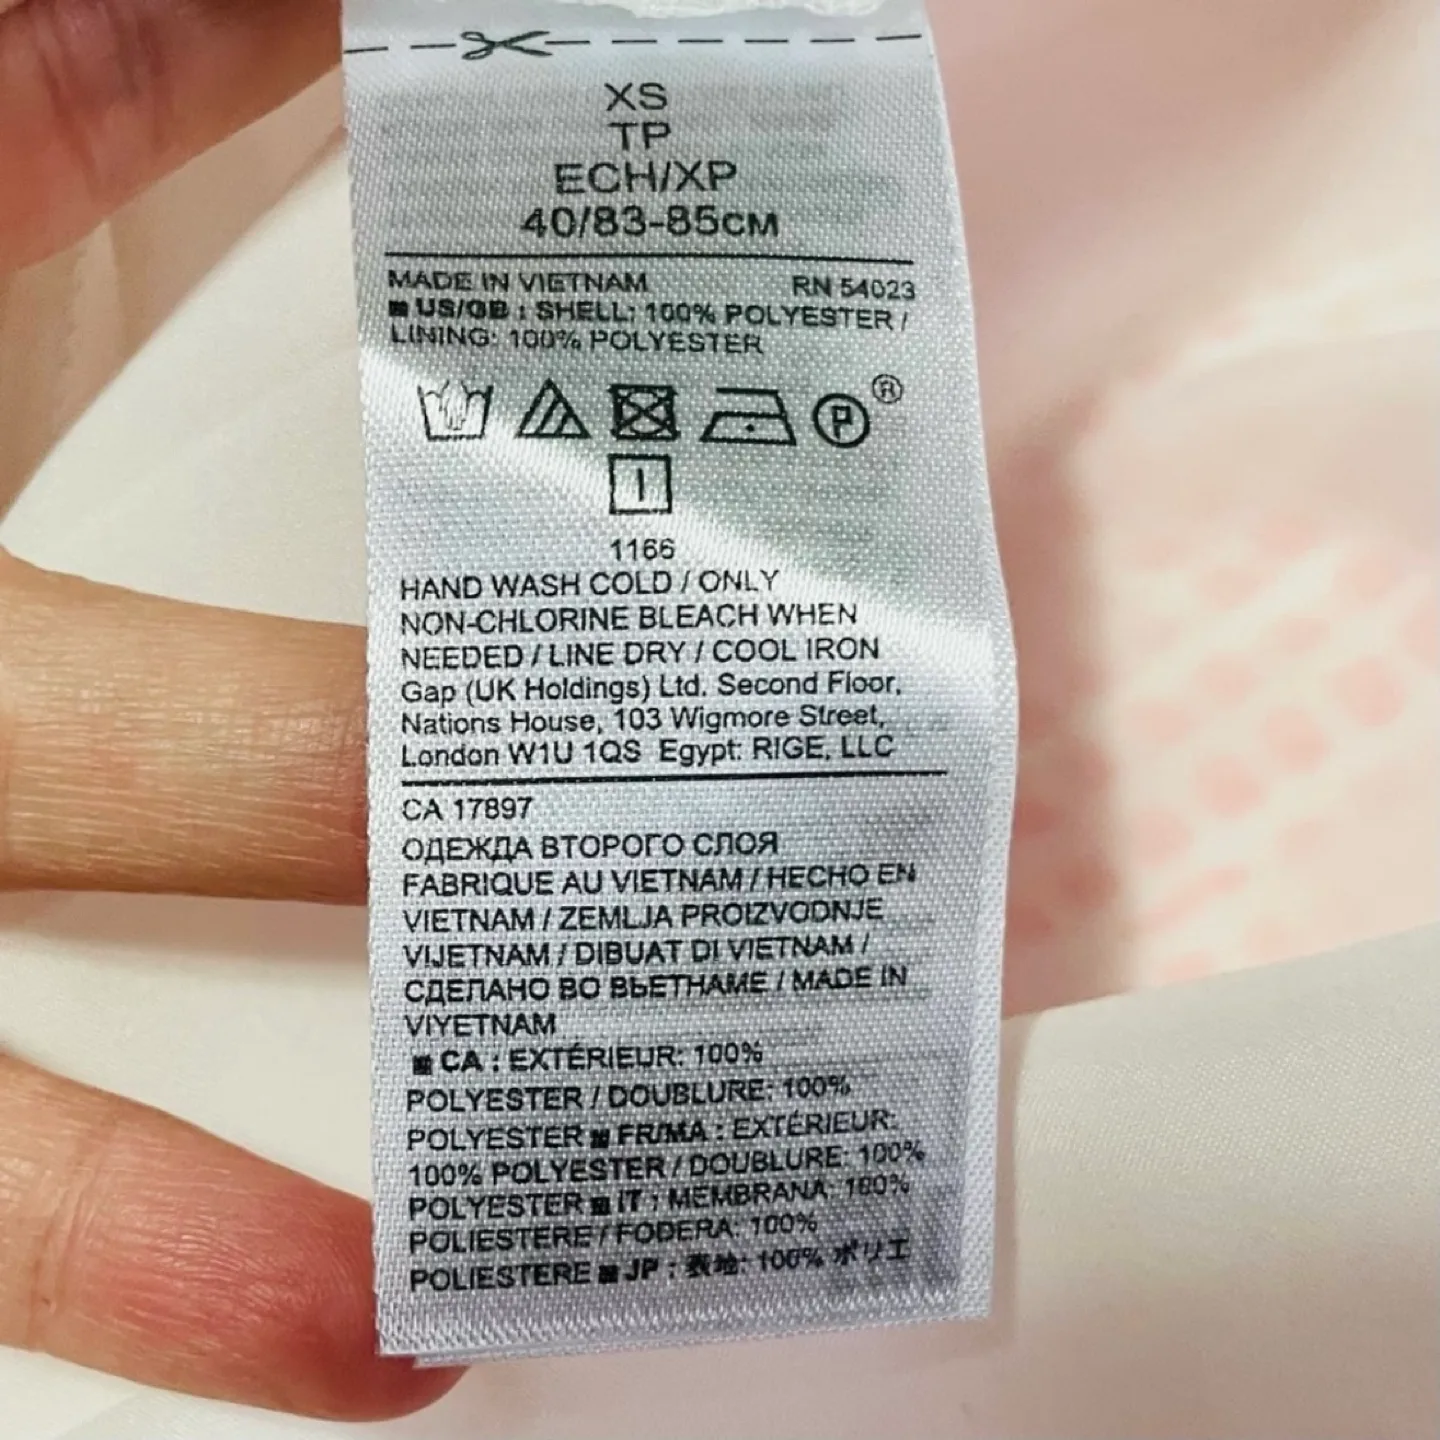 XS
TP
ECH/XP
40/83-85СМ
MADE IN VIETNAM RN 54023
■ US/GB : SHELL: 100% POLYESTER /
LINING: 100% POLYESTER
P ®
1166
HAND WASH COLD / ONLY
NON-CHLORINE BLEACH WHEN
NEEDED / LINE DRY / COOL IRON
Gap (UK Holdings) Ltd. Second Floor,
Nations House, 103 Wigmore Street,
London W1U 1QS Egypt: RIGE, LLC
CA 17897
ОДЕЖДА ВТОРОГО СЛОЯ
FABRIQUE AU VIETNAM / HECHO EN
VIETNAM / ZEMLJA PROIZVODNJE
VIJETNAM / DIBUAT DI VIETNAM /
СДЕЛАНО ВО ВЬЕТНАМЕ / MADE IN
VIYETNAM
■ CA : EXTÉRIEUR: 100%
POLYESTER / DOUBLURE: 100%
POLYESTER ■ FR/MA : EXTÉRIEUR:
100% POLYESTER / DOUBLURE: 100%
POLYESTER ■ IT : MEMBRANA: 100%
POLIESTERE / FODERA: 100%
POLIESTERE ■ JP : 表地: 100% ポリエ